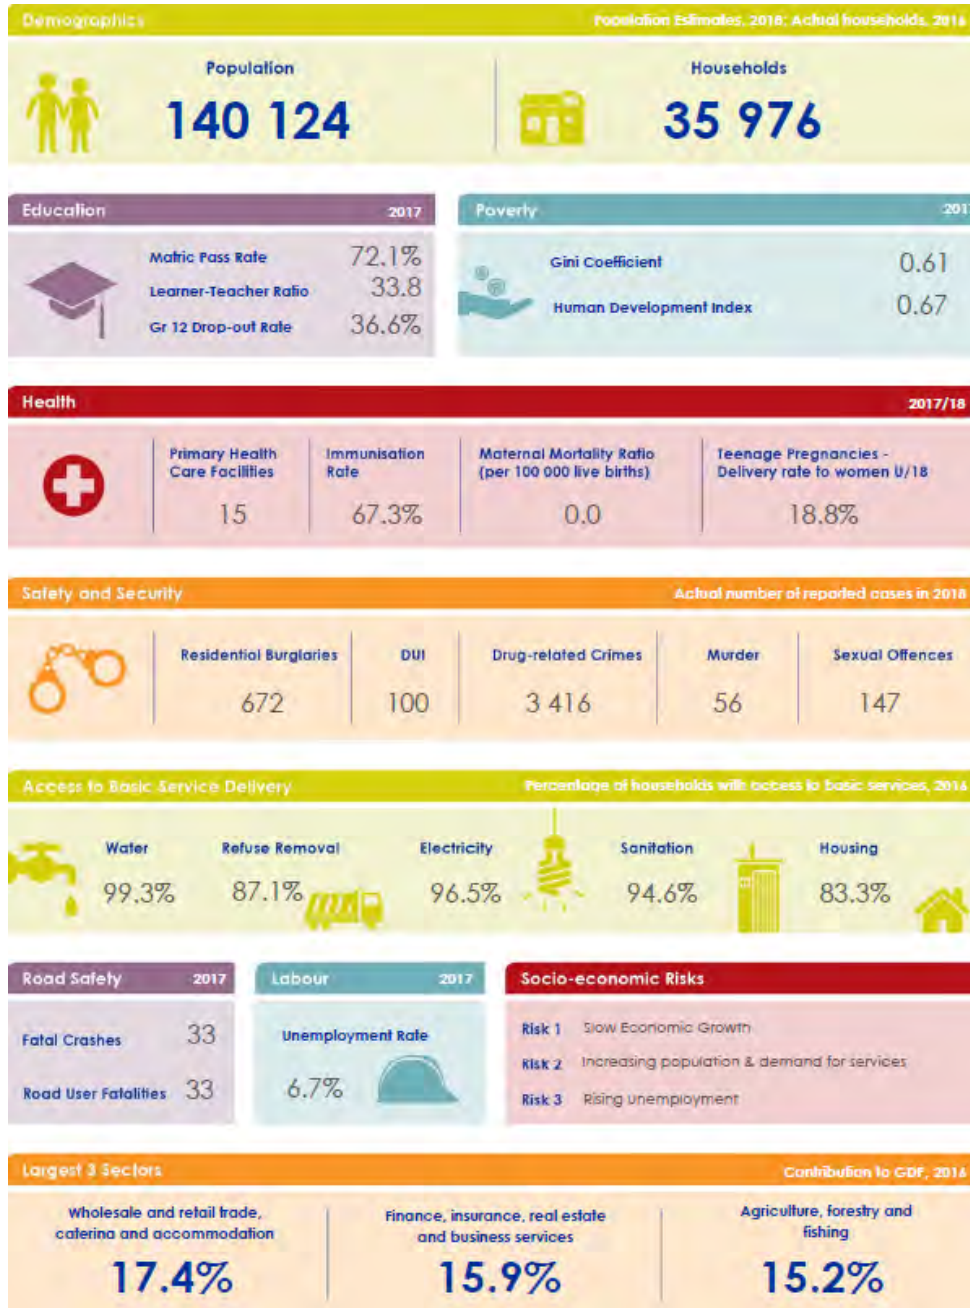 Demographics Population Estimates, 2018; Actual households, 2016
Population Households
140 124 35 976
Education 2017
Matric Pass Rate 72.1%
Learner-Teacher Ratio 33.8
Gr 12 Drop-out Rate 36.6%
Poverty 201
Gini Coefficient 0.61
Human Development Index 0.67
Health 2017/18
Primary Health Care Facilities
15
Immunisation Rate
67.3%
Maternal Mortality Ratio
(per 100 000 live births)
0.0
Teenage Pregnancies -
Delivery rate to women U/18
18.8%
Safety and Security Actual number of reported cases in 2018
Residential Burglaries DUI Drug-related Crimes Murder Sexual Offences
672 100 3 416 56 147
Access to Basic Service Delivery Percentage of households with access to basic services, 2016
Water Refuse Removal Electricity Sanitation Housing
99.3% 87.1% 96.5% 94.6% 83.3%
Road Safety 2017
Fatal Crashes 33
Road User Fatalities 33
Labour 2017
Unemployment Rate
6.7%
Socio-economic Risks
Risk 1 Slow Economic Growth
Risk 2 Increasing population & demand for services
Risk 3 Rising unemployment
Largest 3 Sectors Contribution to GDP, 2016
Wholesale and retail trade,
catering and accommodation
17.4%
Finance, insurance, real estate
and business services
15.9%
Agriculture, forestry and
fishing
15.2%